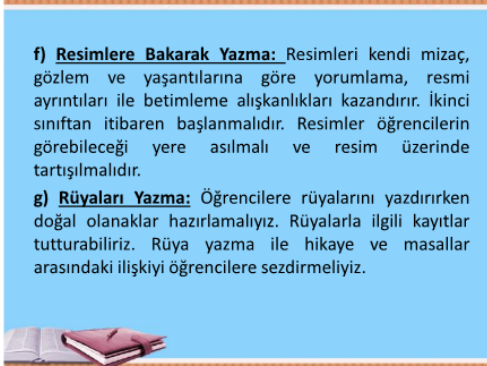 f) Resimlere Bakarak Yazma: Resimleri kendi mizaç,
gözlem ve yaşantılarına göre yorumlama, resmi
ayrıntıları ile betimleme alışkanlıkları kazandırır. İkinci
sınıftan itibaren başlanmalıdır. Resimler öğrencilerin
görebileceği yere asılmalı ve resim üzerinde
tartışılmalıdır.
g) Rüyaları Yazma: Öğrencilere rüyalarını yazdırırken
doğal olanaklar hazırlamalıyız. Rüyalarla ilgili kayıtlar
tutturabiliriz. Rüya yazma ile hikaye ve masallar
arasındaki ilişkiyi öğrencilere sezdirmeliyiz.